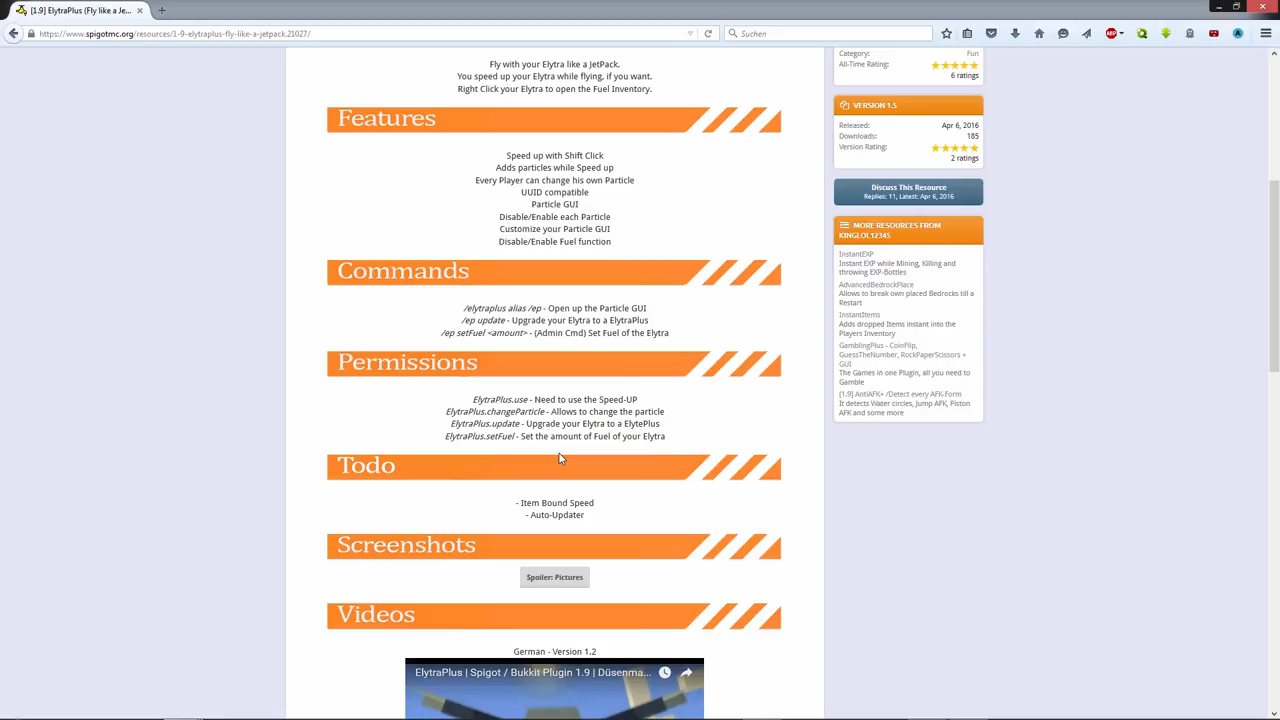 [1.9] ElytraPlus (Fly like a Je...
https://www.spigotmc.org/resources/1-9-elytraplus-fly-like-a-jetpack.21027/
Suchen
ABP
Fly with your Elytra like a JetPack.
You speed up your Elytra while flying, if you want.
Right Click your Elytra to open the Fuel Inventory.
Features
Speed up with Shift Click
Adds particles while Speed up
Every Player can change his own Particle
UUID compatible
Particle GUI
Disable/Enable each Particle
Customize your Particle GUI
Disable/Enable Fuel function
Commands
/elytraplus alias /ep - Open up the Particle GUI
/ep update - Upgrade your Elytra to a ElytraPlus
/ep setFuel <amount> - (Admin Cmd) Set Fuel of the Elytra
Permissions
ElytraPlus.use - Need to use the Speed-UP
ElytraPlus.changeParticle - Allows to change the particle
ElytraPlus.update - Upgrade your Elytra to a ElytePlus
ElytraPlus.setFuel - Set the amount of Fuel of your Elytra
Todo
- Item Bound Speed
- Auto-Updater
Screenshots
Spoiler: Pictures
Videos
German - Version 1.2
ElytraPlus | Spigot / Bukkit Plugin 1.9 | Düsenma...
Category: Fun
All-Time Rating:
6 ratings
VERSION 1.5
Released: Apr 6, 2016
Downloads: 185
Version Rating:
2 ratings
Discuss This Resource
Replies: 11, Latest: Apr 6, 2016
MORE RESOURCES FROM
KINGLOL12345
InstantEXP
Instant EXP while Mining, Killing and
throwing EXP-Bottles
AdvancedBedrockPlace
Allows to break own placed Bedrocks till a
Restart
InstantItems
Adds dropped Items instant into the
Players Inventory
GamblingPlus - CoinFlip,
GuessTheNumber, RockPaperScissors +
GUI
The Games in one Plugin, all you need to
Gamble
[1.9] AntiAFK+ /Detect every AFK-Form
It detects Water circles, Jump AFK, Piston
AFK and some more